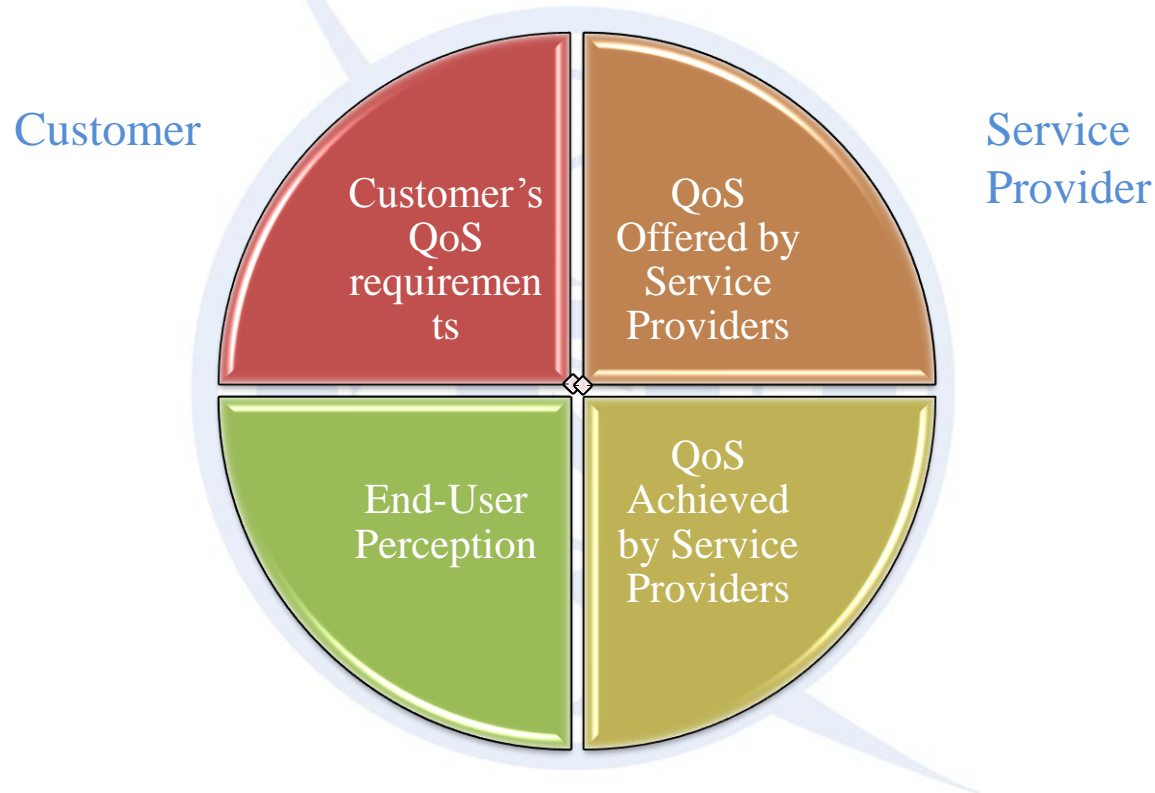 Customer
Service
Provider
Customer’s
QoS
requiremen
ts
QoS
Offered by
Service
Providers
End-User
Perception
QoS
Achieved
by Service
Providers